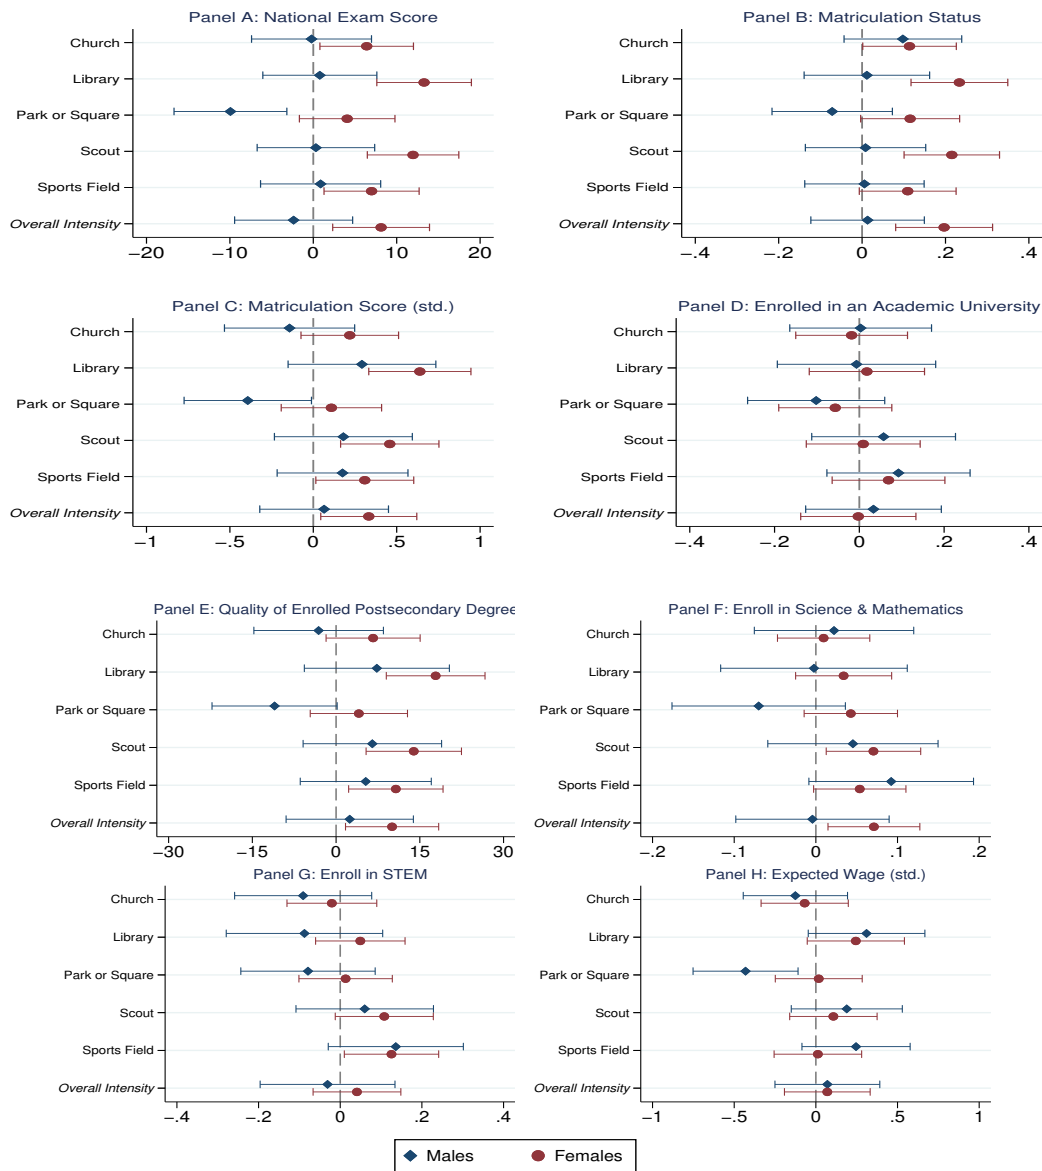 Panel A: National Exam Score
Church
Library
Park or Square
Scout
Sports Field
Overall Intensity
−20 −10 0 10 20
Panel B: Matriculation Status
Church
Library
Park or Square
Scout
Sports Field
Overall Intensity
−.4 −.2 0 .2 .4
Panel C: Matriculation Score (std.)
Church
Library
Park or Square
Scout
Sports Field
Overall Intensity
−1 −.5 0 .5 1
Panel D: Enrolled in an Academic University
Church
Library
Park or Square
Scout
Sports Field
Overall Intensity
−.4 −.2 0 .2 .4
Panel E: Quality of Enrolled Postsecondary Degree
Church
Library
Park or Square
Scout
Sports Field
Overall Intensity
−30 −15 0 15 30
Panel F: Enroll in Science & Mathematics
Church
Library
Park or Square
Scout
Sports Field
Overall Intensity
−.2 −.1 0 .1 .2
Panel G: Enroll in STEM
Church
Library
Park or Square
Scout
Sports Field
Overall Intensity
−.4 −.2 0 .2 .4
Panel H: Expected Wage (std.)
Church
Library
Park or Square
Scout
Sports Field
Overall Intensity
−1 −.5 0 .5 1
Males Females